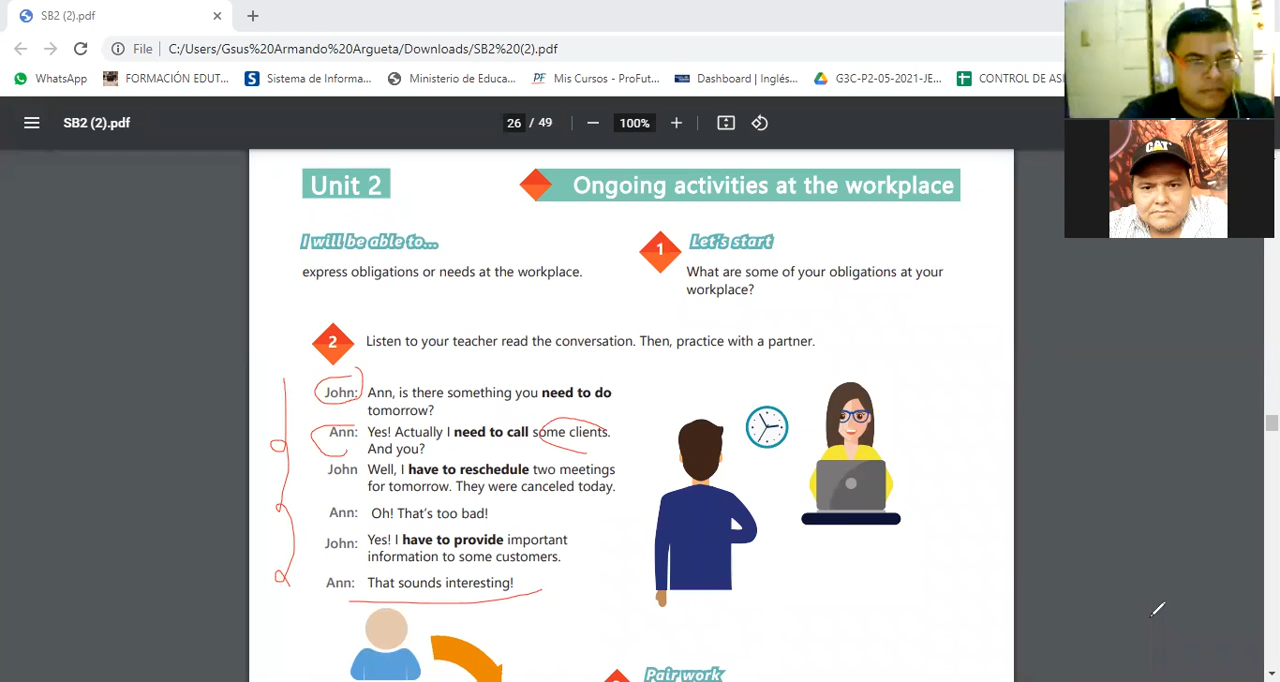 SB2 (2).pdf
File C:/Users/Gsus%20Armando%20Argueta/Downloads/SB2%20(2).pdf
WhatsApp FORMACIÓN EDUT... Sistema de Informa... Ministerio de Educa... Mis Cursos - ProFut... Dashboard | Inglés... G3C-P2-05-2021-JE... CONTROL DE AS
SB2 (2).pdf 26 / 49 100%
CAT
Unit 2 Ongoing activities at the workplace
I will be able to...
express obligations or needs at the workplace.
1 Let's start
What are some of your obligations at your
workplace?
2 Listen to your teacher read the conversation. Then, practice with a partner.
John: Ann, is there something you need to do
tomorrow?
Ann: Yes! Actually I need to call some clients.
And you?
John Well, I have to reschedule two meetings
for tomorrow. They were canceled today.
Ann: Oh! That's too bad!
John: Yes! I have to provide important
information to some customers.
Ann: That sounds interesting!
Pair work